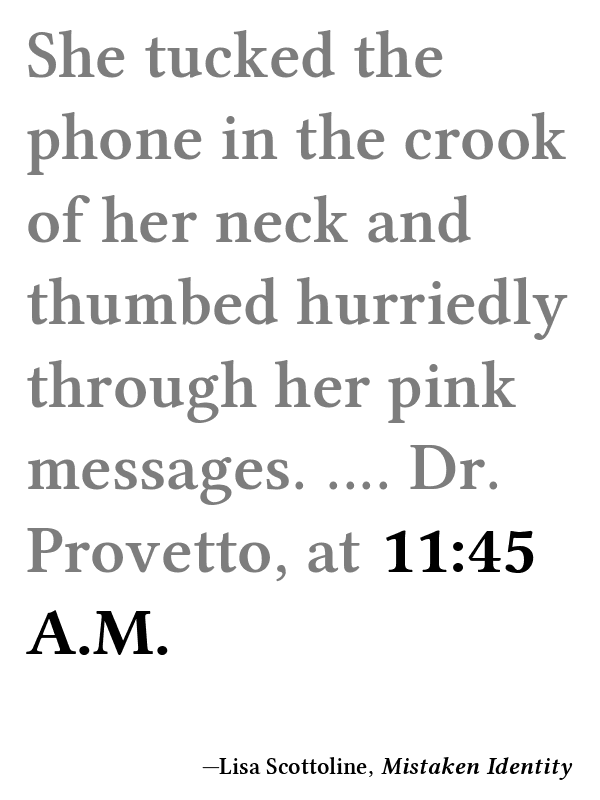 She tucked the
phone in the crook
of her neck and
thumbed hurriedly
through her pink
messages. .... Dr.
Provetto, at 11:45
A.M.
—Lisa Scottoline, Mistaken Identity